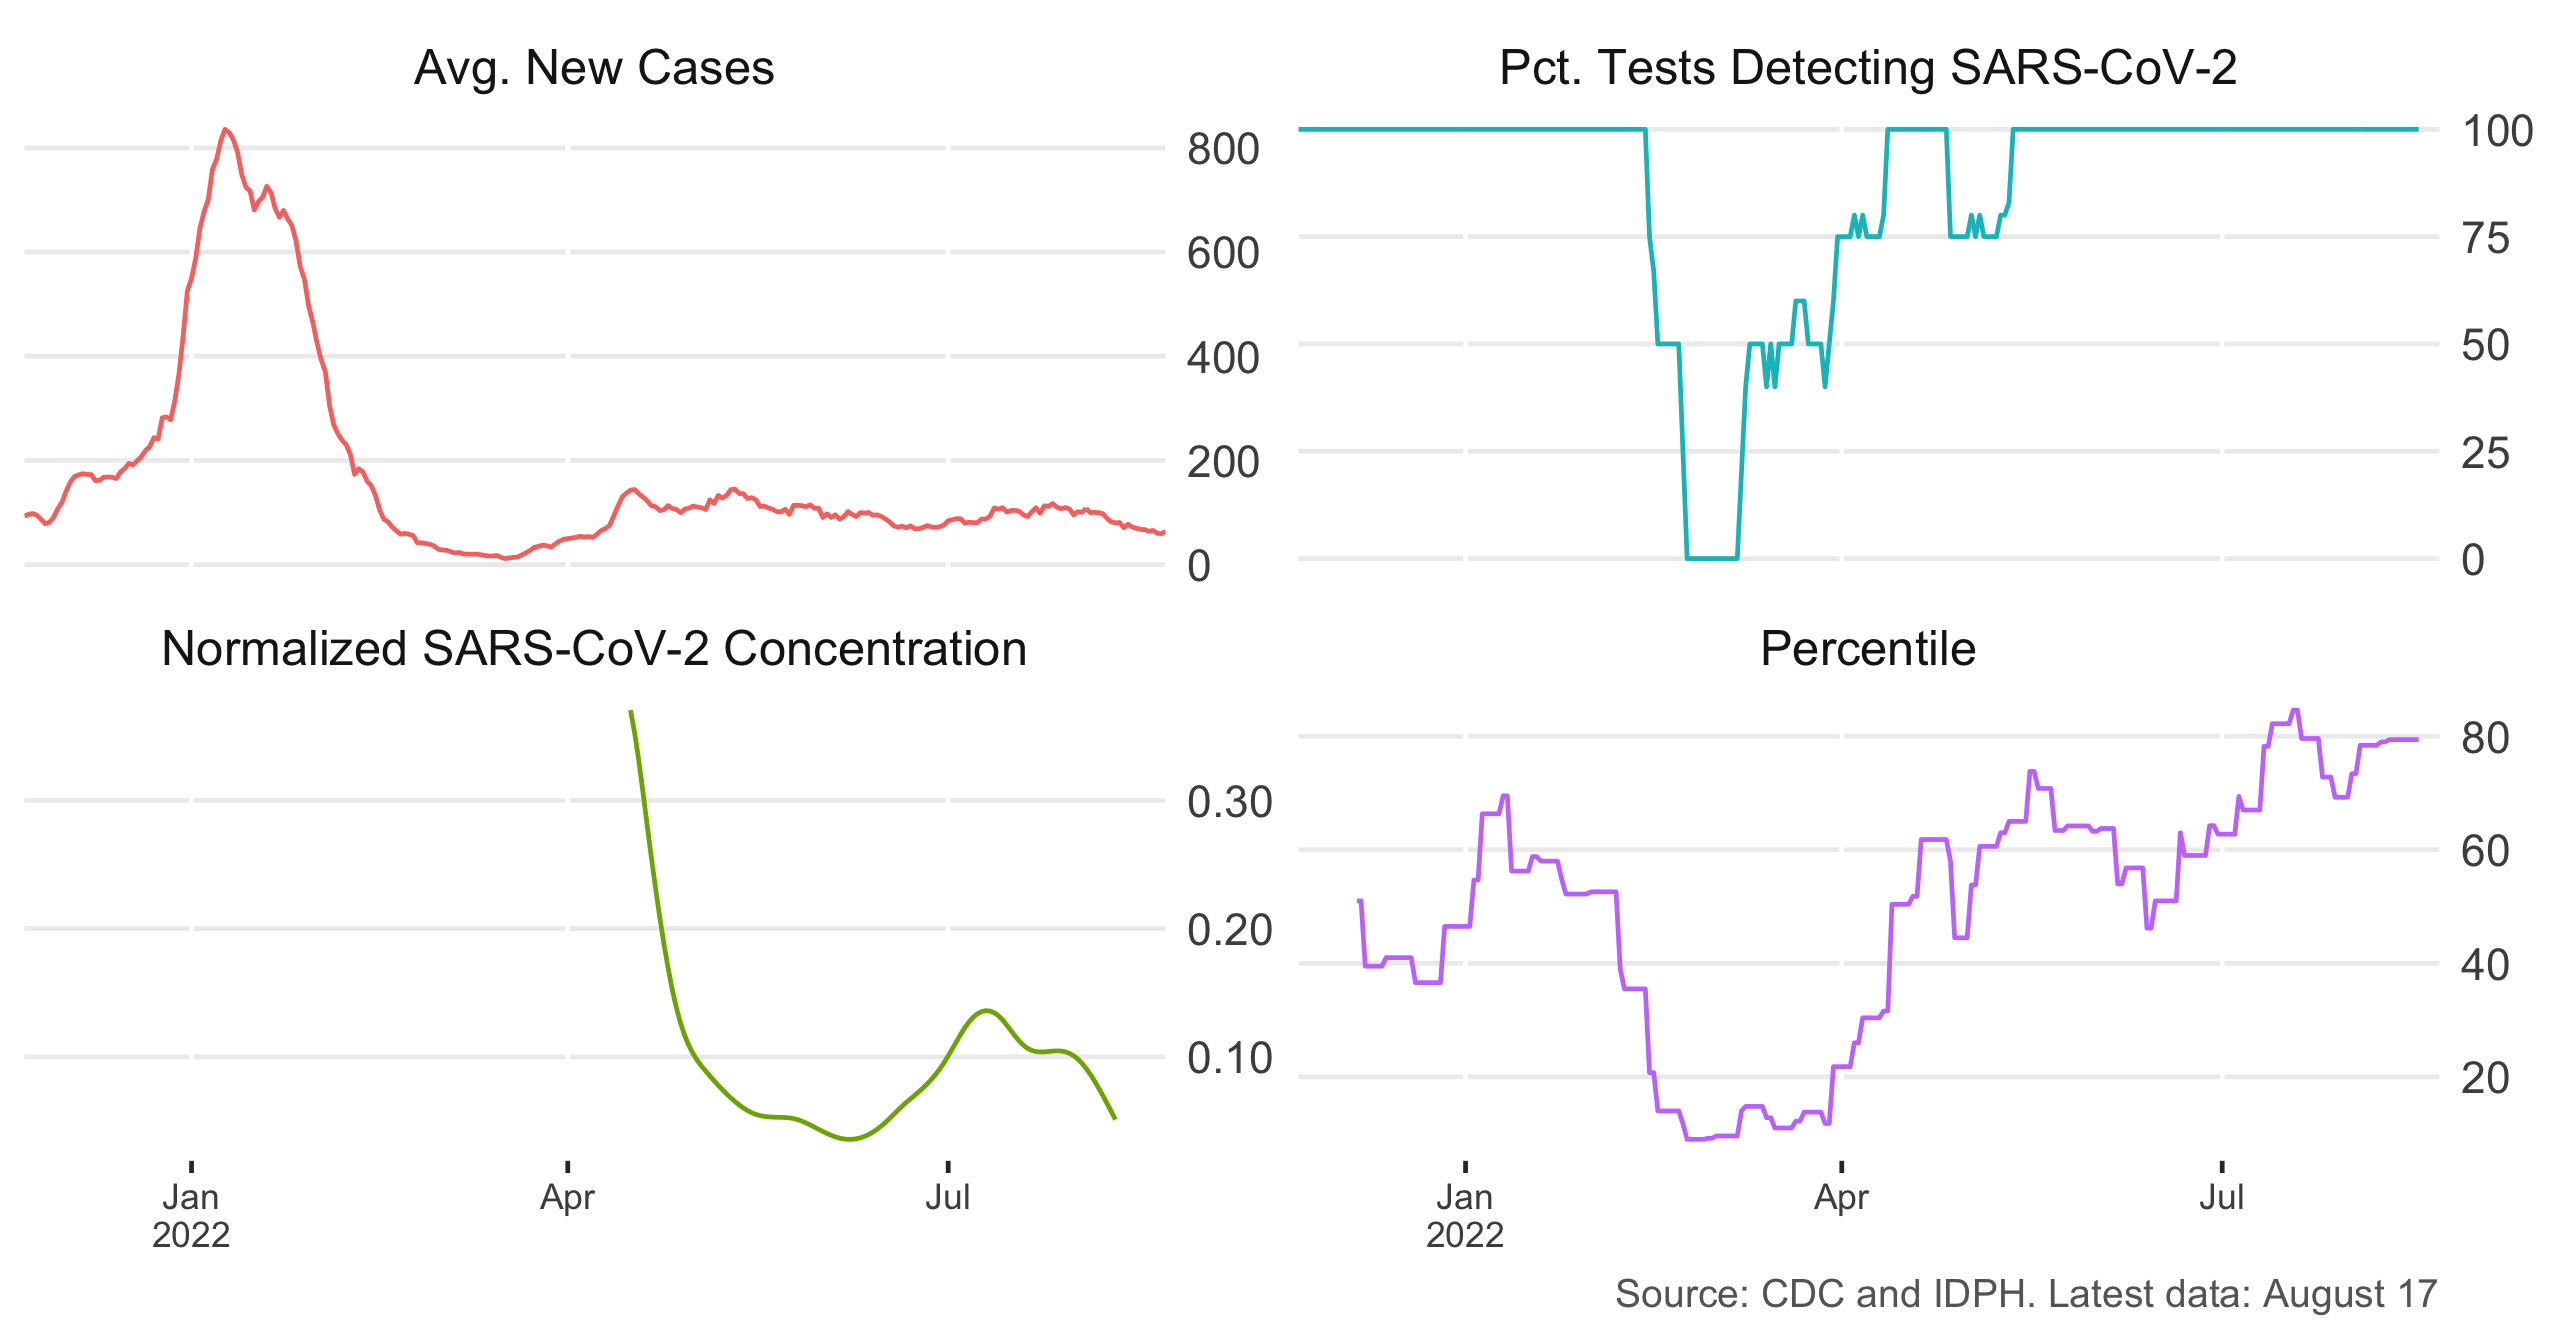 Avg. New Cases
800
600
400
200
0
Pct. Tests Detecting SARS-CoV-2
100
75
50
25
0
Normalized SARS-CoV-2 Concentration
0.30
0.20
0.10
Jan
2022
Apr
Jul
Percentile
80
60
40
20
Jan
2022
Apr
Jul
Source: CDC and IDPH. Latest data: August 17